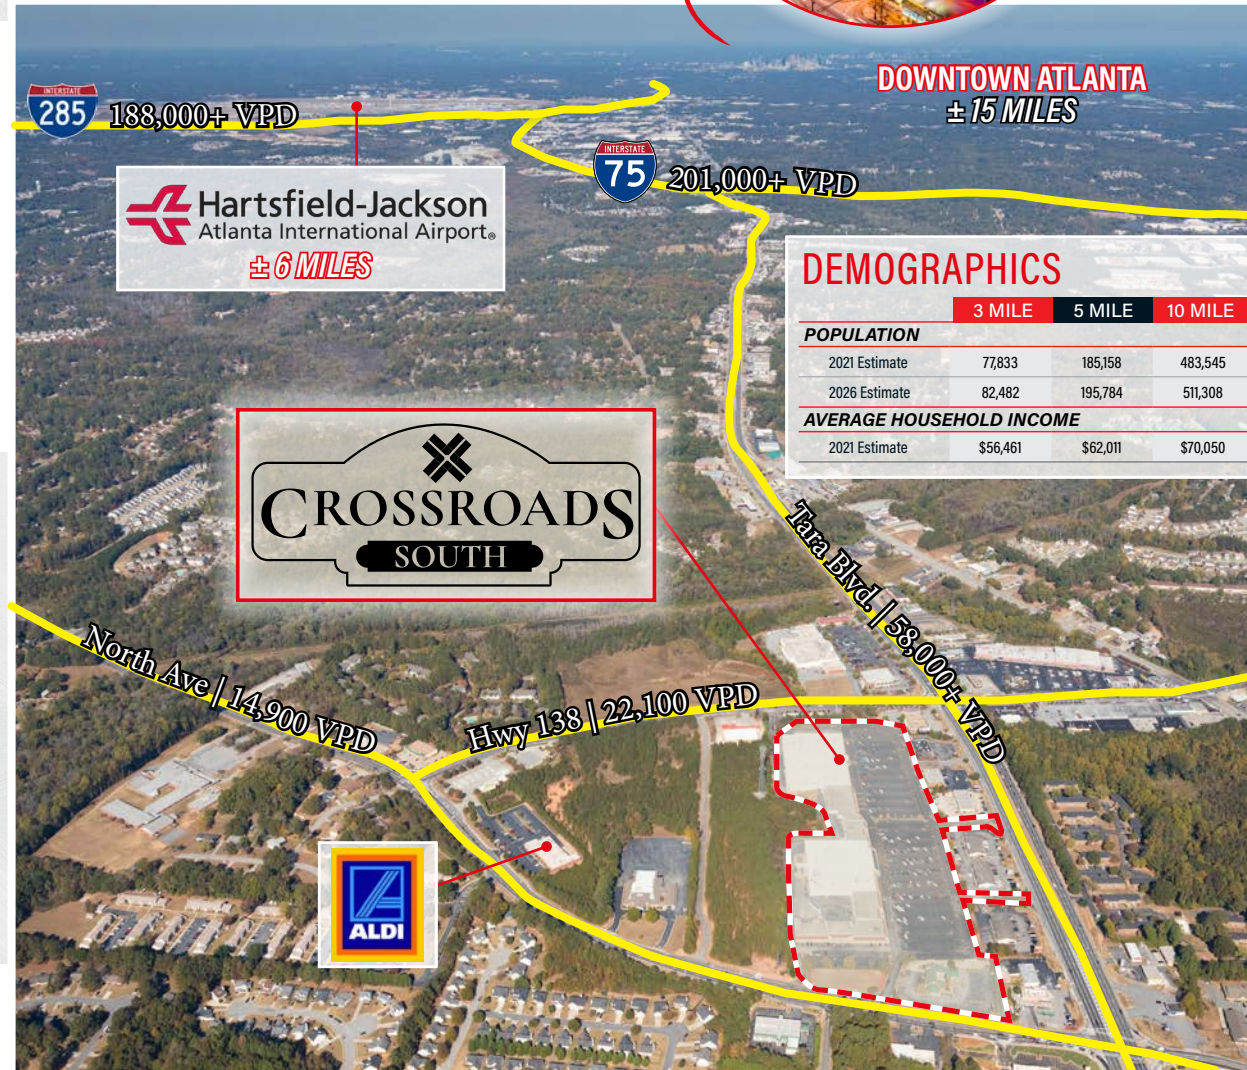 DOWNTOWN ATLANTA
± 15 MILES
INTERSTATE
285
188,000+ VPD
INTERSTATE
75
201,000+ VPD
Hartsfield-Jackson
Atlanta International Airport®
± 6 MILES
DEMOGRAPHICS
3 MILE 5 MILE 10 MILE
POPULATION
2021 Estimate 77,833 185,158 483,545
2026 Estimate 82,482 195,784 511,308
AVERAGE HOUSEHOLD INCOME
2021 Estimate $56,461 $62,011 $70,050
CROSSROADS
SOUTH
Tara Blvd. | 58,000+ VPD
North Ave | 14,900 VPD
Hwy 138 | 22,100 VPD
ALDI